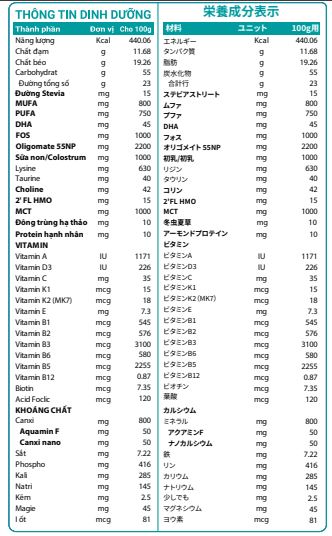 THÔNG TIN DINH DƯỠNG
Thành phần Đơn vị Cho 100g
Năng lượng Kcal 440.06
Chất đạm g 11.68
Chất béo g 19.26
Carbohydrat g 55
Đường tổng số g 23
Đường Stevia mg 15
MUFA mg 800
PUFA mg 750
DHA mg 45
FOS mg 1000
Oligomate 55NP mg 2200
Sữa non/Colostrum mg 1000
Lysine mg 630
Taurine mg 40
Choline mg 42
2' FL HMO mg 15
MCT mg 1000
Đông trùng hạ thảo mg 10
Protein hạnh nhân mg 10
VITAMIN
Vitamin A IU 1171
Vitamin D3 IU 226
Vitamin C mg 35
Vitamin K1 mcg 15
Vitamin K2 (MK7) mcg 18
Vitamin E mg 7.3
Vitamin B1 mcg 545
Vitamin B2 mcg 576
Vitamin B3 mcg 3100
Vitamin B6 mcg 580
Vitamin B5 mcg 2255
Vitamin B12 mcg 0.87
Biotin mcg 7.35
Acid Foclic mcg 120
KHOÁNG CHẤT
Canxi mg 800
Aquamin F mg 50
Canxi nano mg 50
Sắt mg 7.22
Phospho mg 416
Kali mg 285
Natri mg 145
Kẽm mg 2.5
Magie mg 45
I ốt mcg 81
栄養成分表示
材料 ユニット 100g用
エネルギー Kcal 440.06
タンパク質 g 11.68
脂肪 g 19.26
炭水化物 g 55
合計行 g 23
ステビアストリート mg 15
ムファ mg 800
プファ mg 750
DHA mg 45
フォス mg 1000
オリゴメイト 55NP mg 2200
初乳/初乳 mg 1000
リジン mg 630
タウリン mg 40
コリン mg 42
2'FL HMO mg 15
MCT mg 1000
冬虫夏草 mg 10
アーモンドプロテイン mg 10
ビタミン
ビタミンA IU 1171
ビタミンD3 IU 226
ビタミンC mg 35
ビタミンK1 mcg 15
ビタミンK2 (MK7) mcg 18
ビタミンE mg 7.3
ビタミンB1 mcg 545
ビタミンB2 mcg 576
ビタミンB3 mcg 3100
ビタミンB6 mcg 580
ビタミンB5 mcg 2255
ビタミンB12 mcg 0.87
ビオチン mcg 7.35
葉酸 mcg 120
カルシウム
ミネラル mg 800
アクアミンF mg 50
ナノカルシウム mg 50
鉄 mg 7.22
リン mg 416
カリウム mg 285
ナトリウム mg 145
少しでも mg 2.5
マグネシウム mg 45
ヨウ素 mcg 81